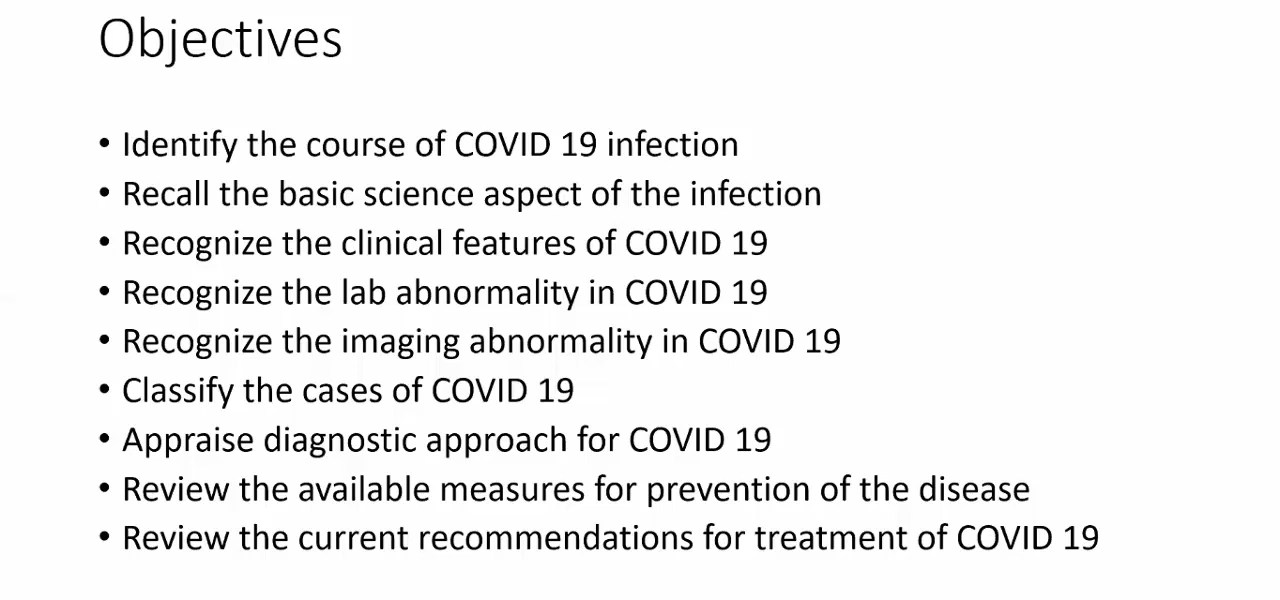 Objectives
• Identify the course of COVID 19 infection
• Recall the basic science aspect of the infection
• Recognize the clinical features of COVID 19
• Recognize the lab abnormality in COVID 19
• Recognize the imaging abnormality in COVID 19
• Classify the cases of COVID 19
• Appraise diagnostic approach for COVID 19
• Review the available measures for prevention of the disease
• Review the current recommendations for treatment of COVID 19